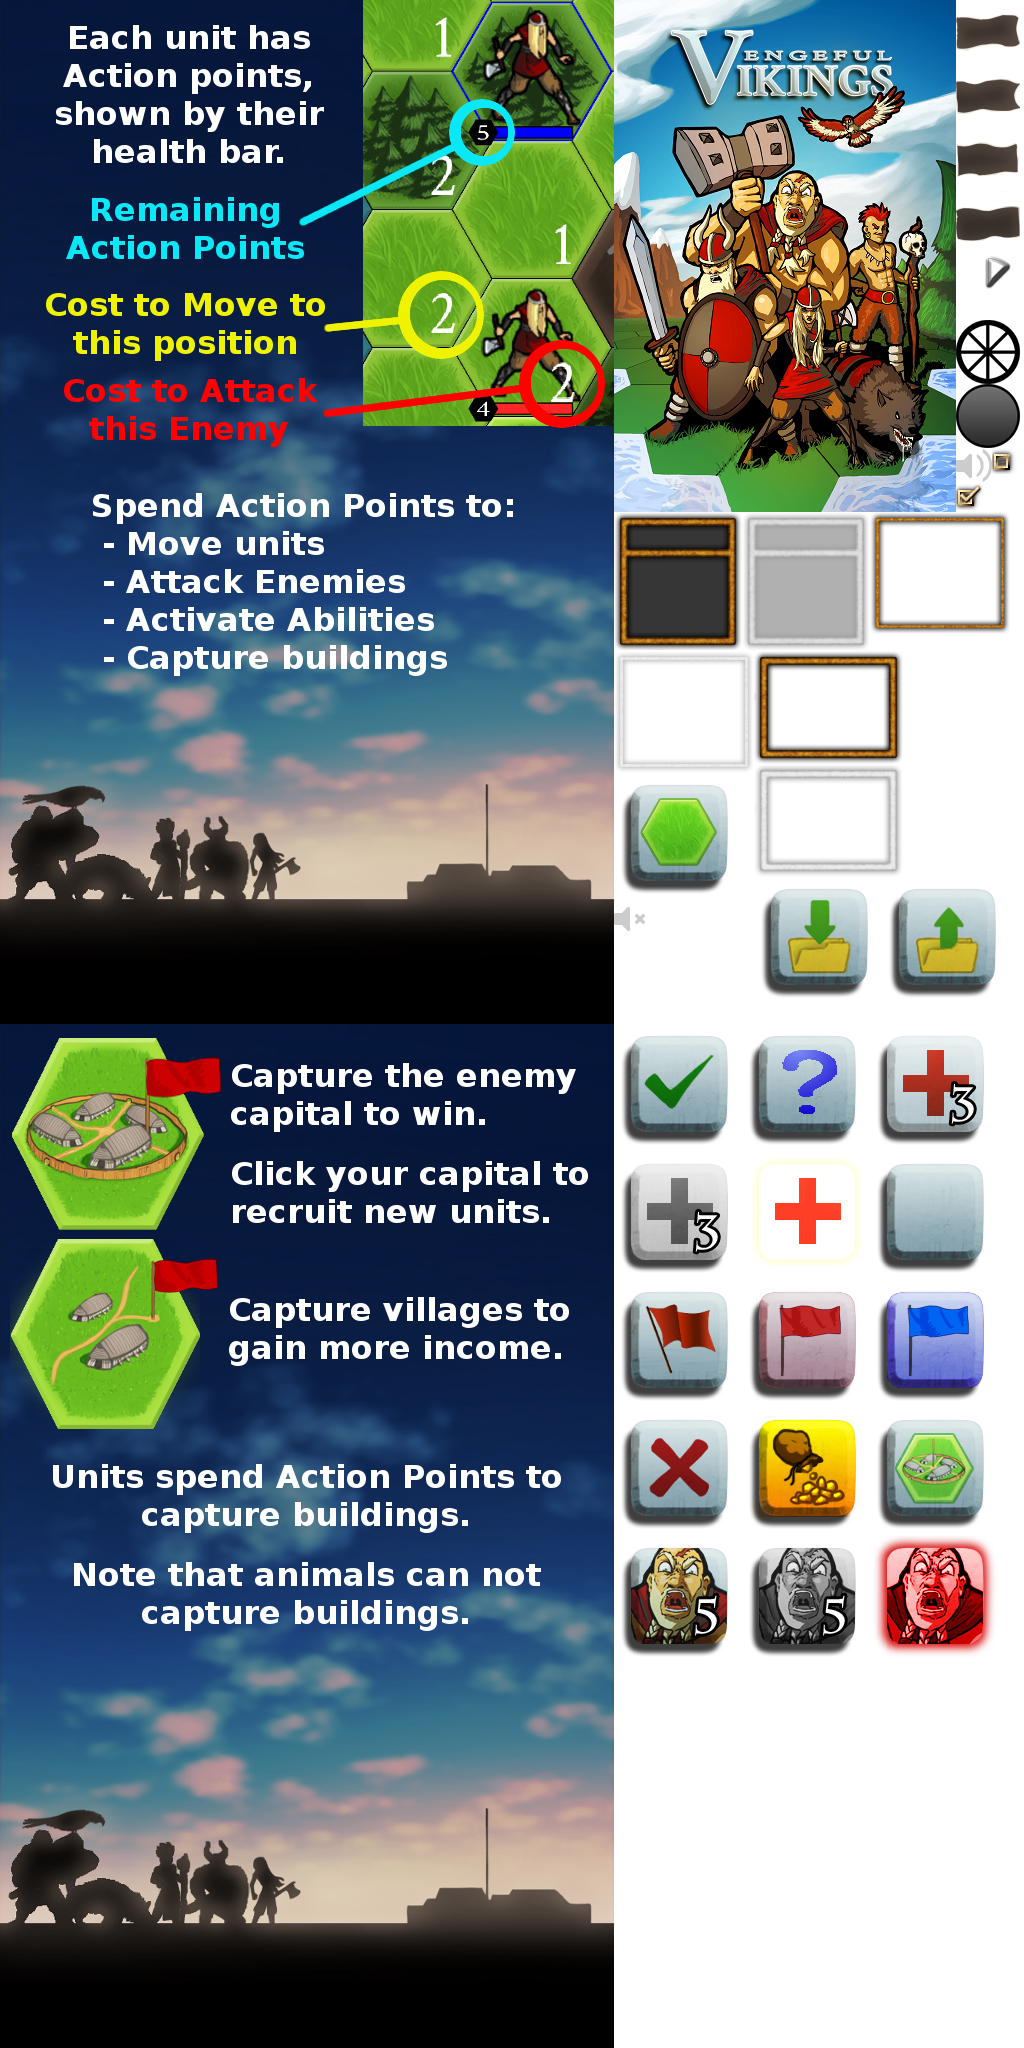 Each unit has
Action points,
shown by their
health bar.
Remaining
Action Points
Cost to Move to
this position
Cost to Attack
this Enemy
1
5
2
1
2
2
4
Spend Action Points to:
- Move units
- Attack Enemies
- Activate Abilities
- Capture buildings
VENGEFUL
VIKINGS
Capture the enemy
capital to win.
Click your capital to
recruit new units.
Capture villages to
gain more income.
Units spend Action Points to
capture buildings.
Note that animals can not
capture buildings.
?
3
3
5
5